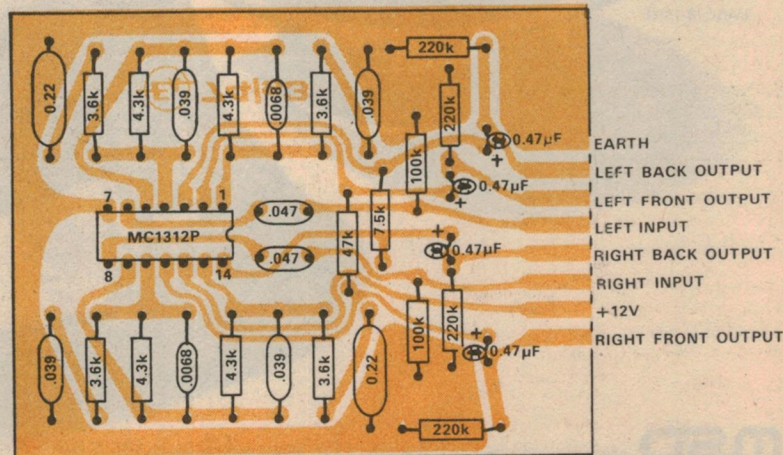 220k
0.22
3.6k
4.3k
.039
4.3k
.0068
3.6k
.039
220k
100k
0.47µF
+
0.47µF
+
EARTH
LEFT BACK OUTPUT
LEFT FRONT OUTPUT
LEFT INPUT
RIGHT BACK OUTPUT
RIGHT INPUT
+12V
RIGHT FRONT OUTPUT
7
1
MC1312P
8
14
.047
.047
47k
7.5k
+
0.47µF
.039
3.6k
4.3k
.0068
4.3k
.039
3.6k
0.22
100k
220k
+
0.47µF
220k